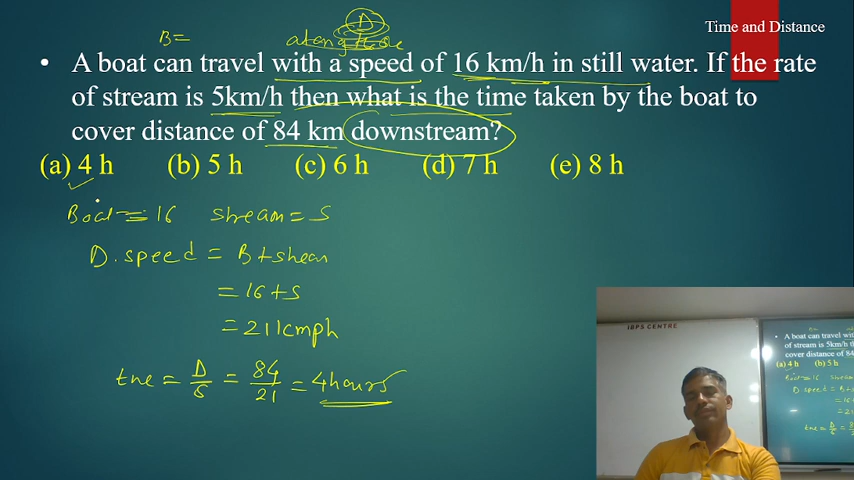 Time and Distance
B=
D
• A boat can travel with a speed of 16 km/h in still water. If the rate
of stream is 5km/h then what is the time taken by the boat to
cover distance of 84 km downstream?
(a) 4 h (b) 5 h (c) 6 h (d) 7 h (e) 8 h
Boat = 16 stream = 5
D. speed = B + stream
= 16 + 5
= 21 kmph
time = D/S = 84/21 = 4 hours
IBPS CENTRE